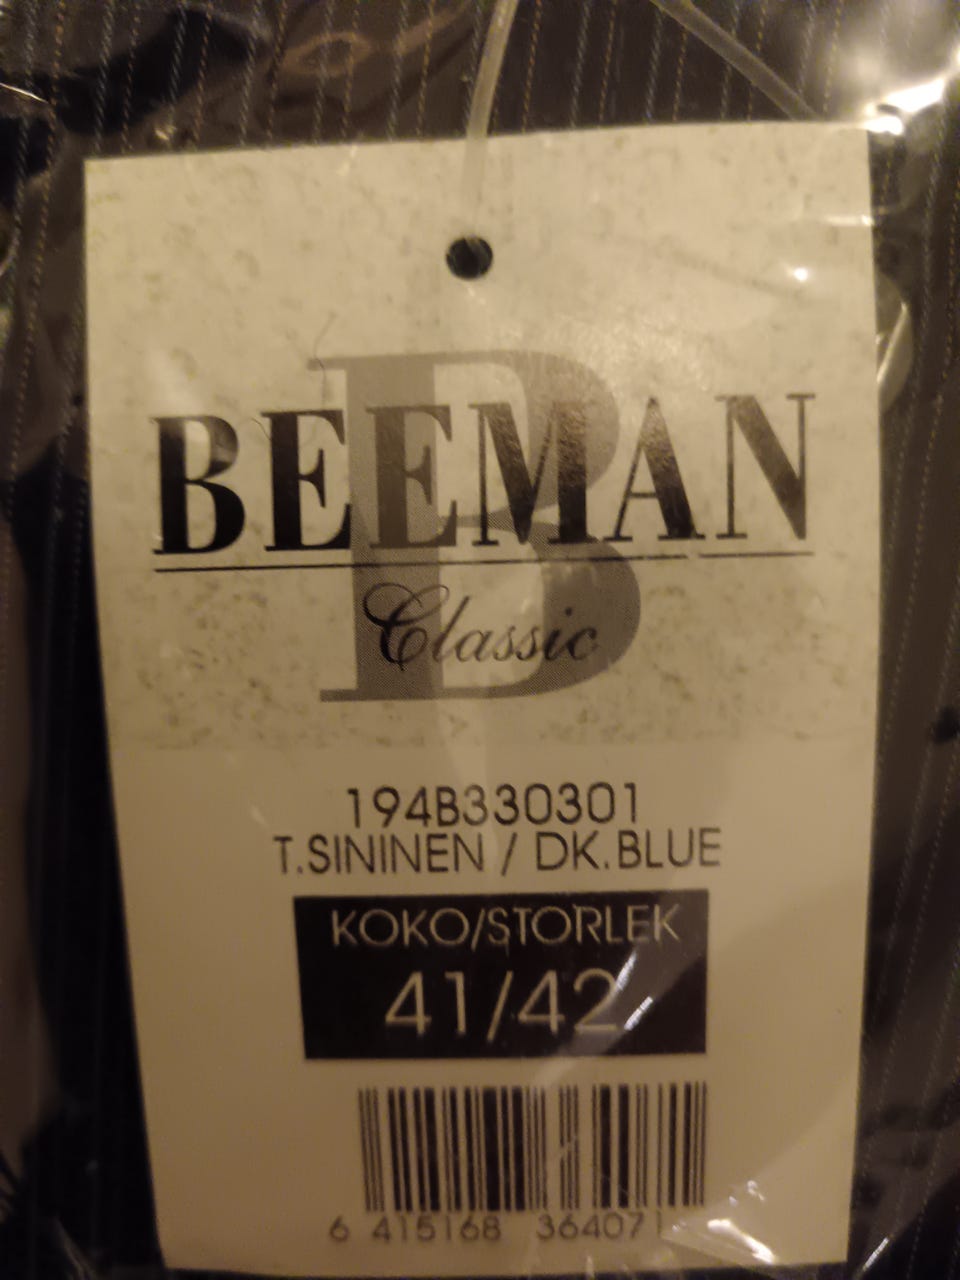 B
BEEMAN
Classic
194B330301
T.SININEN / DK.BLUE
KOKO/STORLEK
41/42
6 415168 364071